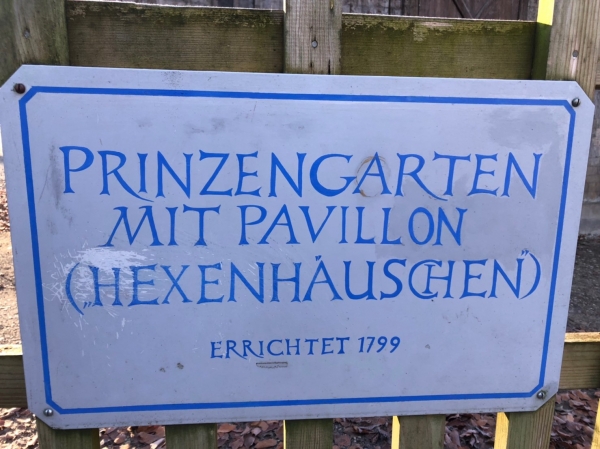 PRINZENGARTEN
MIT PAVILLON
(„HEXENHÄUSCHEN”)
ERRICHTET 1799